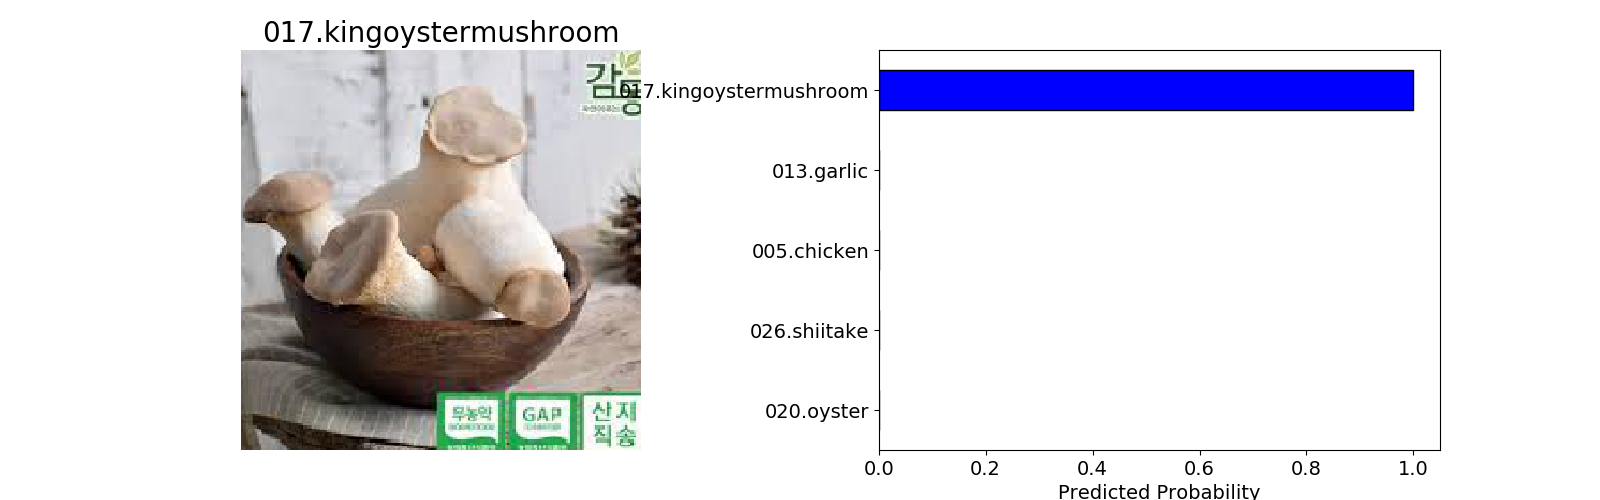 017.kingoystermushroom
감동
017.kingoystermushroom
013.garlic
005.chicken
026.shiitake
020.oyster
0.0 0.2 0.4 0.6 0.8 1.0
Predicted Probability
무농약
GAP
산지
직송